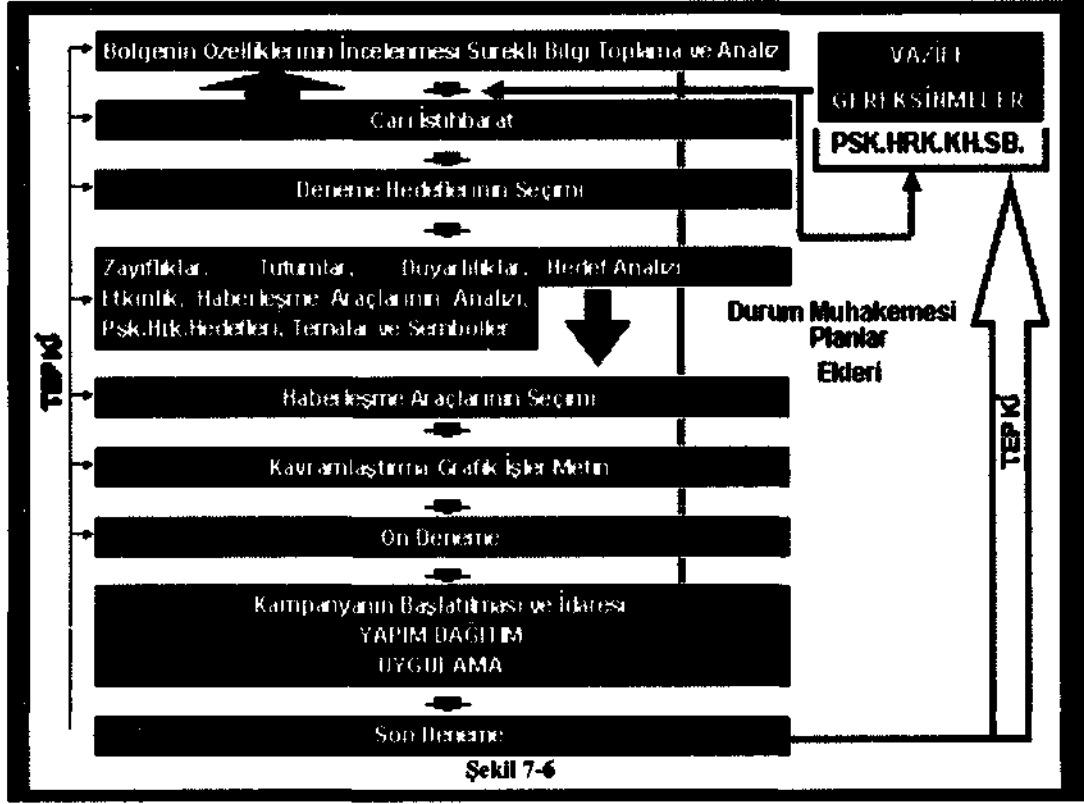 Bölgenin Özelliklerinin İncelenmesi Sürekli Bilgi Toplama ve Analiz
VAZİFE
GEREKSİNMELER
PSK.HRK.KH.SB.
Cari İstihbarat
Deneme Hedeflerinin Seçimi
Zayıflıklar, Tutumlar, Duyarlılıklar, Hedef Analizi
Etkinlik, Haberleşme Araçlarının Analizi,
Psk.Hrk.Hedefleri, Temalar ve Semboller
Durum Muhakemesi
Planlar
Ekleri
TEPKİ
TEPKİ
Haberleşme Araçlarının Seçimi
Kavramlaştırma Grafik İşler Metin
Ön Deneme
Kampanyanın Başlatılması ve İdaresi
YAPIM DAĞITIM
UYGULAMA
Son Deneme
Şekil 7-6